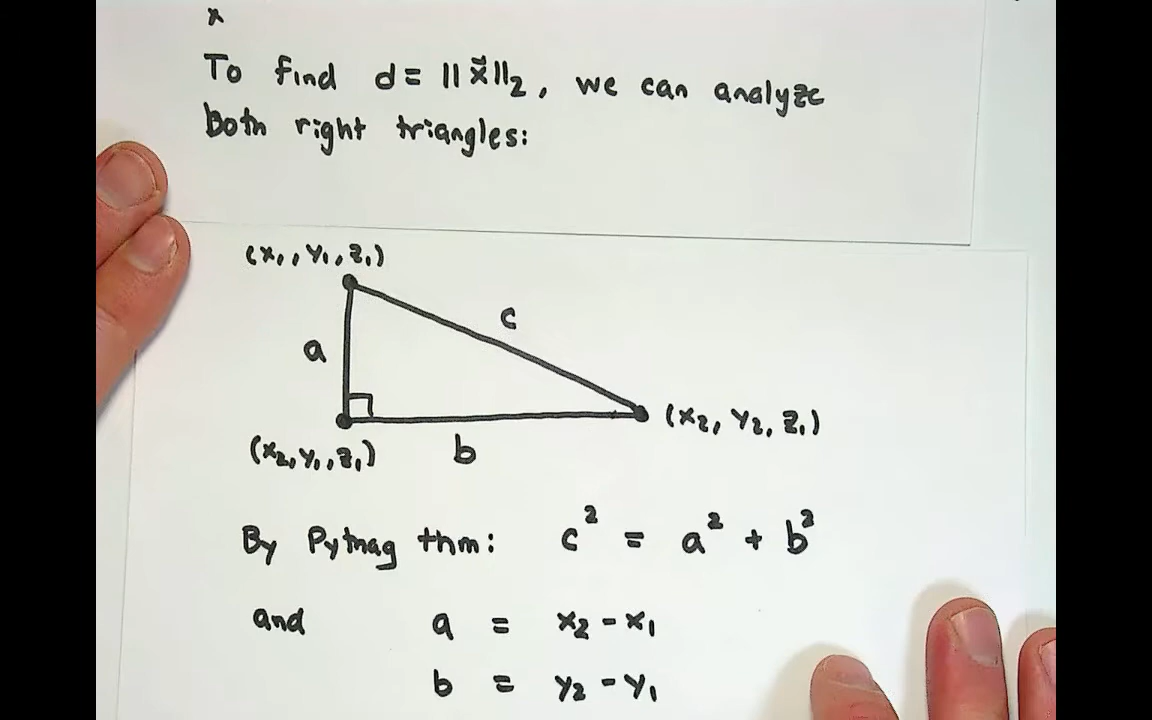 x
To find d = ||x⃗||₂, we can analyze
both right triangles:
(x₁, y₁, z₁)
c
a
(x₂, y₂, z₁)
(x₂, y₁, z₁)
b
By Pythag thm: c² = a² + b²
and a = x₂ - x₁
b = y₂ - y₁